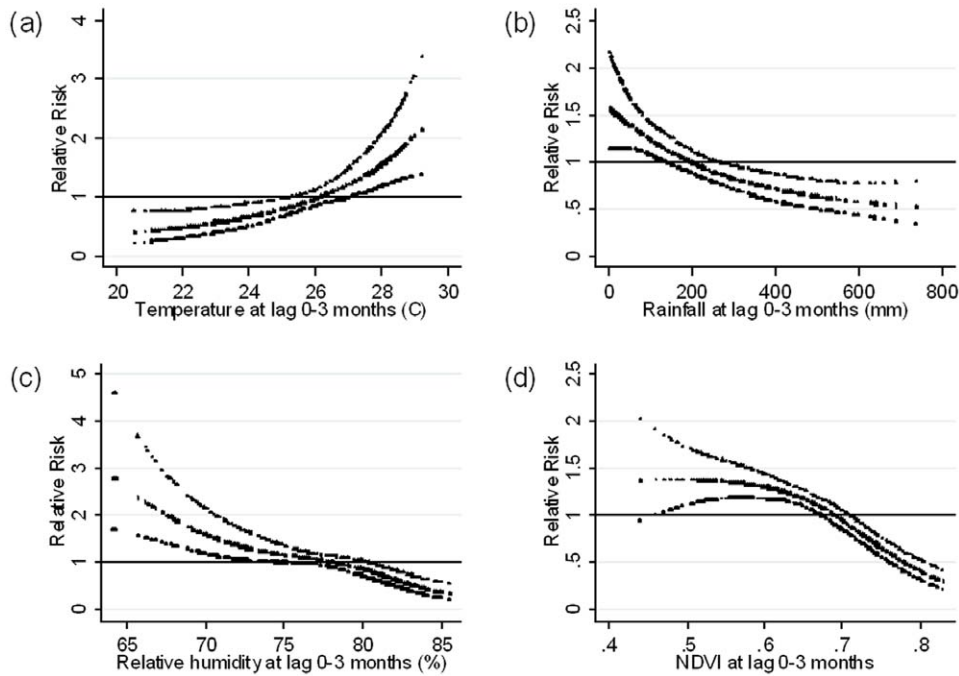 (a)
4
3
2
1
0
Relative Risk
20 22 24 26 28 30
Temperature at lag 0-3 months (C)
(b)
2.5
2
1.5
1
.5
0
Relative Risk
0 200 400 600 800
Rainfall at lag 0-3 months (mm)
(c)
5
4
3
2
1
0
Relative Risk
65 70 75 80 85
Relative humidity at lag 0-3 months (%)
(d)
2.5
2
1.5
1
.5
0
Relative Risk
.4 .5 .6 .7 .8
NDVI at lag 0-3 months